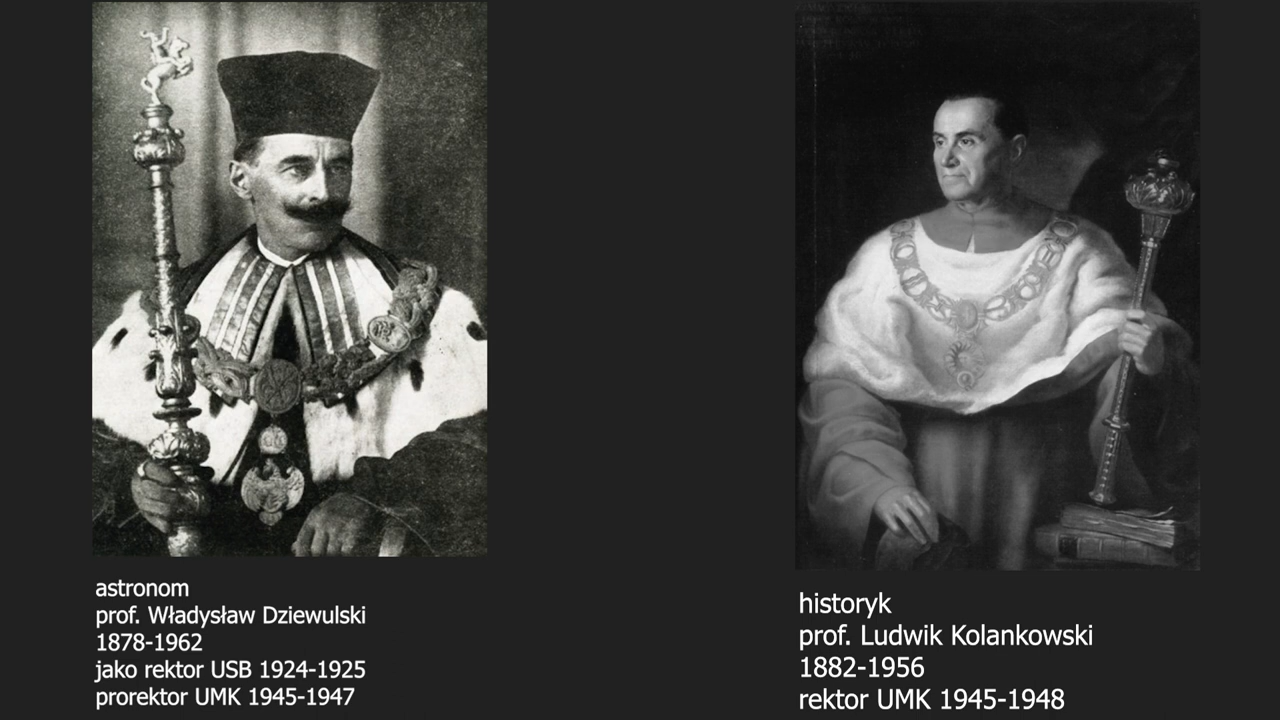 astronom
prof. Władysław Dziewulski
1878-1962
jako rektor USB 1924-1925
prorektor UMK 1945-1947
historyk
prof. Ludwik Kolankowski
1882-1956
rektor UMK 1945-1948